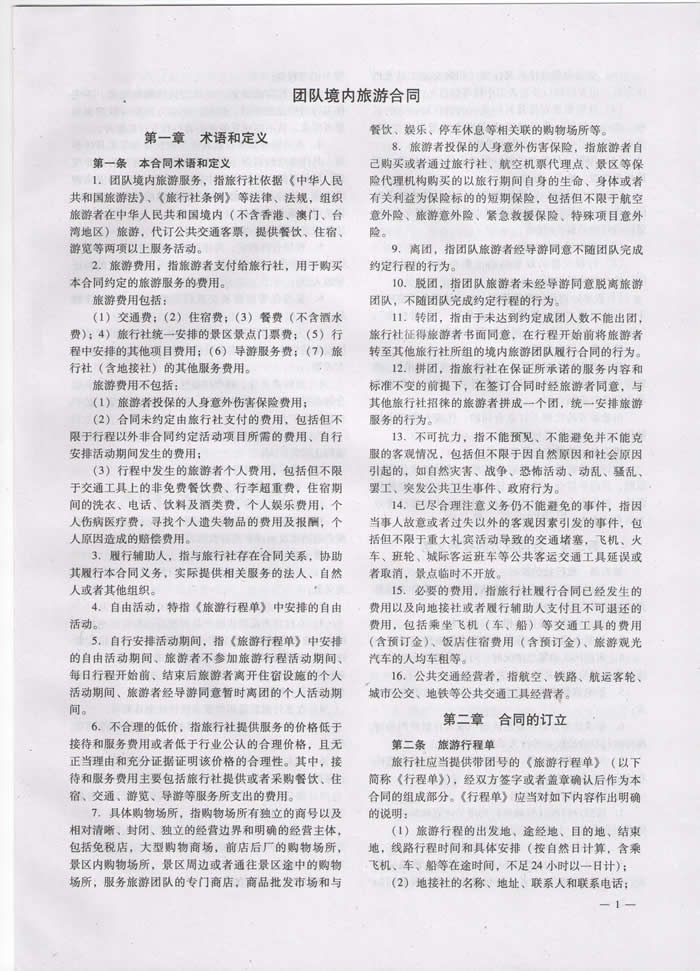 团队境内旅游合同
第一章 术语和定义
第一条 本合同术语和定义
1. 团队境内旅游服务，指旅行社依据《中华人民
共和国旅游法》、《旅行社条例》等法律、法规，组织
旅游者在中华人民共和国境内（不含香港、澳门、台
湾地区）旅游，代订公共交通客票，提供餐饮、住宿、
游览等两项以上服务活动。
2. 旅游费用，指旅游者支付给旅行社，用于购买
本合同约定的旅游服务的费用。
旅游费用包括：
（1）交通费；（2）住宿费；（3）餐费（不含酒水
费）；4）旅行社统一安排的景区景点门票费；（5）行
程中安排的其他项目费用；（6）导游服务费；（7）旅
行社（含地接社）的其他服务费用。
旅游费用不包括：
（1）旅游者投保的人身意外伤害保险费用；
（2）合同未约定由旅行社支付的费用，包括但不
限于行程以外非合同约定活动项目所需的费用、自行
安排活动期间发生的费用；
（3）行程中发生的旅游者个人费用，包括但不限
于交通工具上的非免费餐饮费、行李超重费，住宿期
间的洗衣、电话、饮料及酒类费，个人娱乐费用，个
人伤病医疗费，寻找个人遗失物品的费用及报酬，个
人原因造成的赔偿费用。
3. 履行辅助人，指与旅行社存在合同关系，协助
其履行本合同义务，实际提供相关服务的法人、自然
人或者其他组织。
4. 自由活动，特指《旅游行程单》中安排的自由
活动。
5. 自行安排活动期间，指《旅游行程单》中安排
的自由活动期间、旅游者不参加旅游行程活动期间、
每日行程开始前、结束后旅游者离开住宿设施的个人
活动期间、旅游者经导游同意暂时离团的个人活动期
间。
6. 不合理的低价，指旅行社提供服务的价格低于
接待和服务费用或者低于行业公认的合理价格，且无
正当理由和充分证据证明该价格的合理性。其中，接
待和服务费用主要包括旅行社提供或者采购餐饮、住
宿、交通、游览、导游等服务所支出的费用。
7. 具体购物场所，指购物场所有独立的商号以及
相对清晰、封闭、独立的经营边界和明确的经营主体，
包括免税店，大型购物商场，前店后厂的购物场所，
景区内购物场所，景区周边或者通往景区途中的购物
场所，服务旅游团队的专门商店，商品批发市场和与
餐饮、娱乐、停车休息等相关联的购物场所等。
8. 旅游者投保的人身意外伤害保险，指旅游者自
己购买或者通过旅行社、航空机票代理点、景区等保
险代理机构购买的以旅行期间自身的生命、身体或者
有关利益为保险标的的短期保险，包括但不限于航空
意外险、旅游意外险、紧急救援保险、特殊项目意外
险。
9. 离团，指团队旅游者经导游同意不随团队完成
约定行程的行为。
10. 脱团，指团队旅游者未经导游同意脱离旅游
团队，不随团队完成约定行程的行为。
11. 转团，指由于未达到约定成团人数不能出团，
旅行社征得旅游者书面同意，在行程开始前将旅游者
转至其他旅行社所组的境内旅游团队履行合同的行为。
12. 拼团，指旅行社在保证所承诺的服务内容和
标准不变的前提下，在签订合同时经旅游者同意，与
其他旅行社招徕的旅游者拼成一个团，统一安排旅游
服务的行为。
13. 不可抗力，指不能预见、不能避免并不能克
服的客观情况，包括但不限于因自然原因和社会原因
引起的，如自然灾害、战争、恐怖活动、动乱、骚乱、
罢工、突发公共卫生事件、政府行为。
14. 已尽合理注意义务仍不能避免的事件，指因
当事人故意或者过失以外的客观因素引发的事件，包
括但不限于重大礼宾活动导致的交通堵塞，飞机、火
车、班轮、城际客运班车等公共客运交通工具延误或
者取消，景点临时不开放。
15. 必要的费用，指旅行社履行合同已经发生的
费用以及向地接社或者履行辅助人支付且不可退还的
费用，包括乘坐飞机（车、船）等交通工具的费用
（含预订金）、饭店住宿费用（含预订金）、旅游观光
汽车的人均车租等。
16. 公共交通经营者，指航空、铁路、航运客轮、
城市公交、地铁等公共交通工具经营者。
第二章 合同的订立
第二条 旅游行程单
旅行社应当提供带团号的《旅游行程单》（以下
简称《行程单》），经双方签字或者盖章确认后作为本
合同的组成部分。《行程单》应当对如下内容作出明确
的说明：
（1）旅游行程的出发地、途经地、目的地、结束
地，线路行程时间和具体安排（按自然日计算，含乘
飞机、车、船等在途时间，不足24小时以一日计）；
（2）地接社的名称、地址、联系人和联系电话；
— 1 —